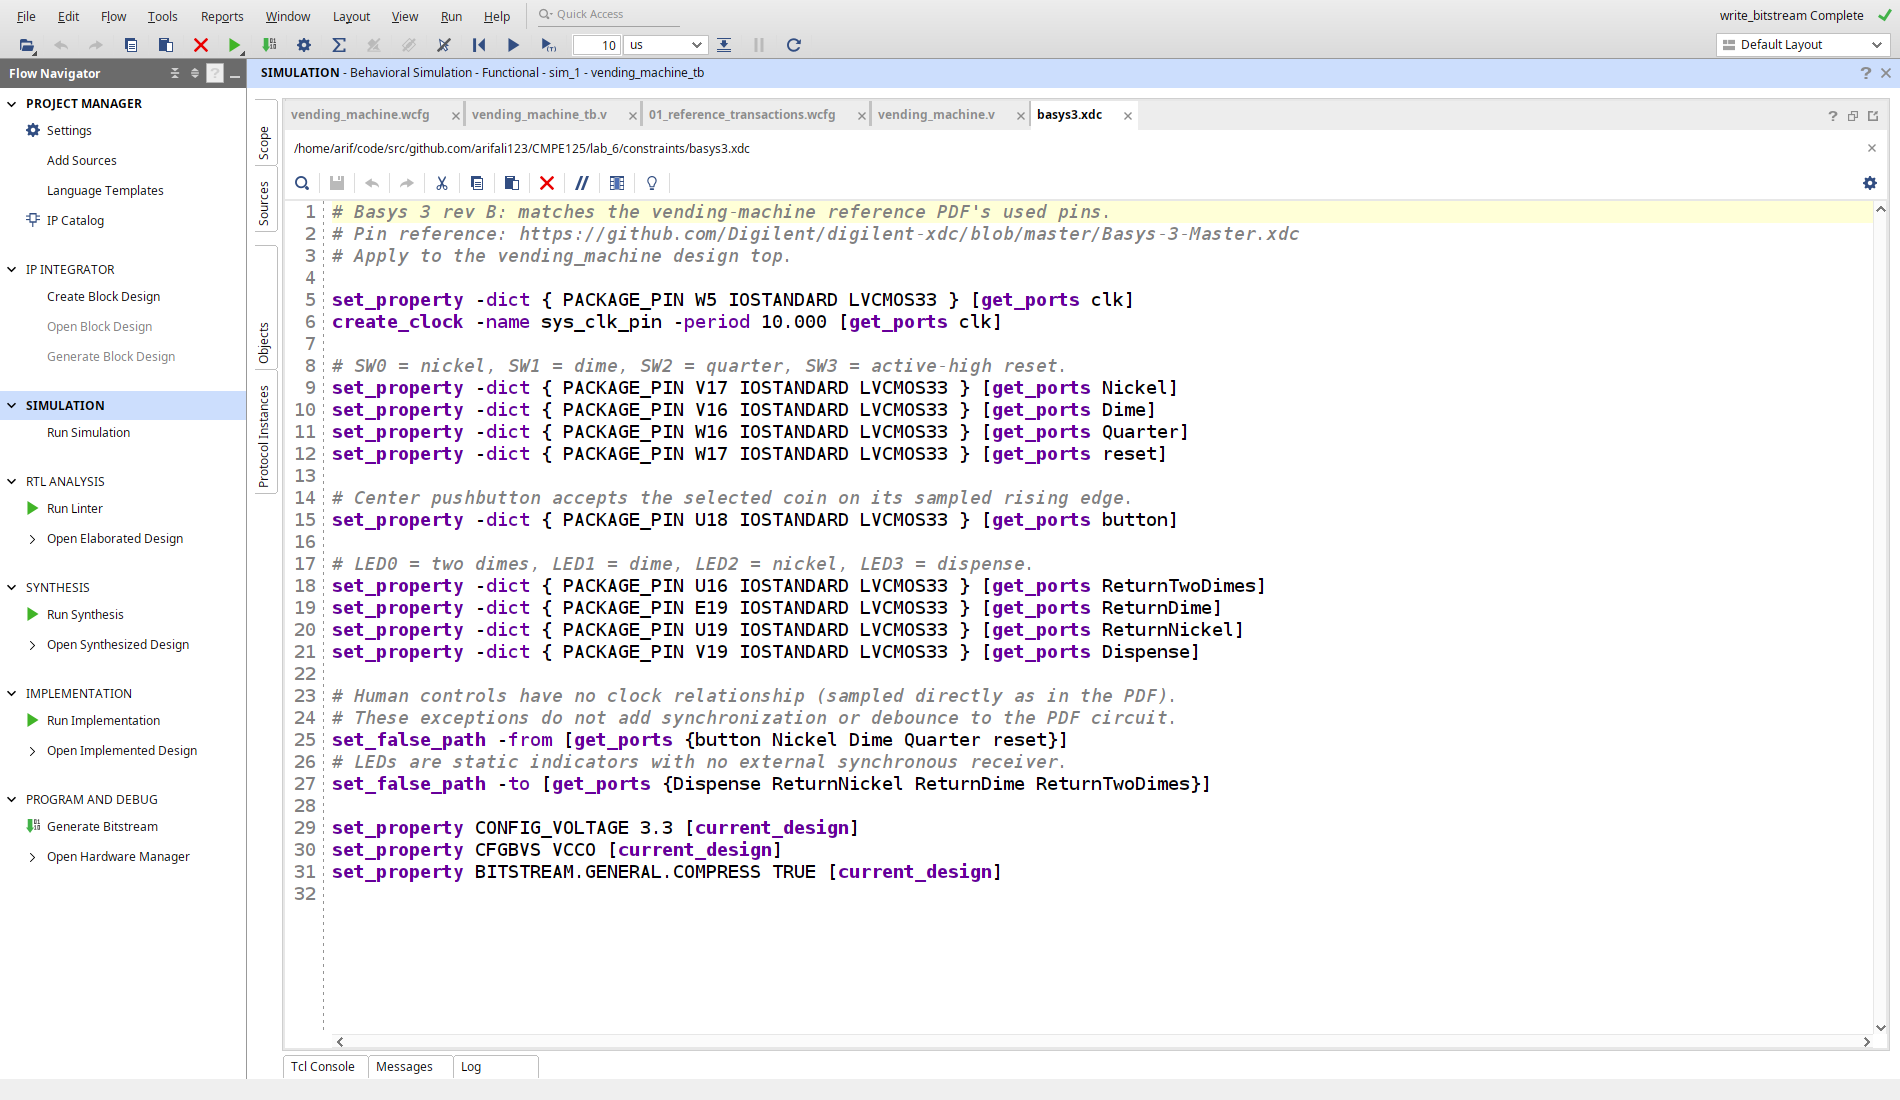 File Edit Flow Tools Reports Window Layout View Run Help Quick Access
write_bitstream Complete
10 us
Default Layout
Flow Navigator
SIMULATION - Behavioral Simulation - Functional - sim_1 - vending_machine_tb
PROJECT MANAGER
Settings
Add Sources
Language Templates
IP Catalog
IP INTEGRATOR
Create Block Design
Open Block Design
Generate Block Design
SIMULATION
Run Simulation
RTL ANALYSIS
Run Linter
Open Elaborated Design
SYNTHESIS
Run Synthesis
Open Synthesized Design
IMPLEMENTATION
Run Implementation
Open Implemented Design
PROGRAM AND DEBUG
Generate Bitstream
Open Hardware Manager
Scope
Sources
Objects
Protocol Instances
vending_machine.wcfg vending_machine_tb.v 01_reference_transactions.wcfg vending_machine.v basys3.xdc
/home/arif/code/src/github.com/arifali123/CMPE125/lab_6/constraints/basys3.xdc
1 # Basys 3 rev B: matches the vending-machine reference PDF's used pins.
2 # Pin reference: https://github.com/Digilent/digilent-xdc/blob/master/Basys-3-Master.xdc
3 # Apply to the vending_machine design top.
4
5 set_property -dict { PACKAGE_PIN W5 IOSTANDARD LVCMOS33 } [get_ports clk]
6 create_clock -name sys_clk_pin -period 10.000 [get_ports clk]
7
8 # SW0 = nickel, SW1 = dime, SW2 = quarter, SW3 = active-high reset.
9 set_property -dict { PACKAGE_PIN V17 IOSTANDARD LVCMOS33 } [get_ports Nickel]
10 set_property -dict { PACKAGE_PIN V16 IOSTANDARD LVCMOS33 } [get_ports Dime]
11 set_property -dict { PACKAGE_PIN W16 IOSTANDARD LVCMOS33 } [get_ports Quarter]
12 set_property -dict { PACKAGE_PIN W17 IOSTANDARD LVCMOS33 } [get_ports reset]
13
14 # Center pushbutton accepts the selected coin on its sampled rising edge.
15 set_property -dict { PACKAGE_PIN U18 IOSTANDARD LVCMOS33 } [get_ports button]
16
17 # LED0 = two dimes, LED1 = dime, LED2 = nickel, LED3 = dispense.
18 set_property -dict { PACKAGE_PIN U16 IOSTANDARD LVCMOS33 } [get_ports ReturnTwoDimes]
19 set_property -dict { PACKAGE_PIN E19 IOSTANDARD LVCMOS33 } [get_ports ReturnDime]
20 set_property -dict { PACKAGE_PIN U19 IOSTANDARD LVCMOS33 } [get_ports ReturnNickel]
21 set_property -dict { PACKAGE_PIN V19 IOSTANDARD LVCMOS33 } [get_ports Dispense]
22
23 # Human controls have no clock relationship (sampled directly as in the PDF).
24 # These exceptions do not add synchronization or debounce to the PDF circuit.
25 set_false_path -from [get_ports {button Nickel Dime Quarter reset}]
26 # LEDs are static indicators with no external synchronous receiver.
27 set_false_path -to [get_ports {Dispense ReturnNickel ReturnDime ReturnTwoDimes}]
28
29 set_property CONFIG_VOLTAGE 3.3 [current_design]
30 set_property CFGBVS VCCO [current_design]
31 set_property BITSTREAM.GENERAL.COMPRESS TRUE [current_design]
32
Tcl Console Messages Log